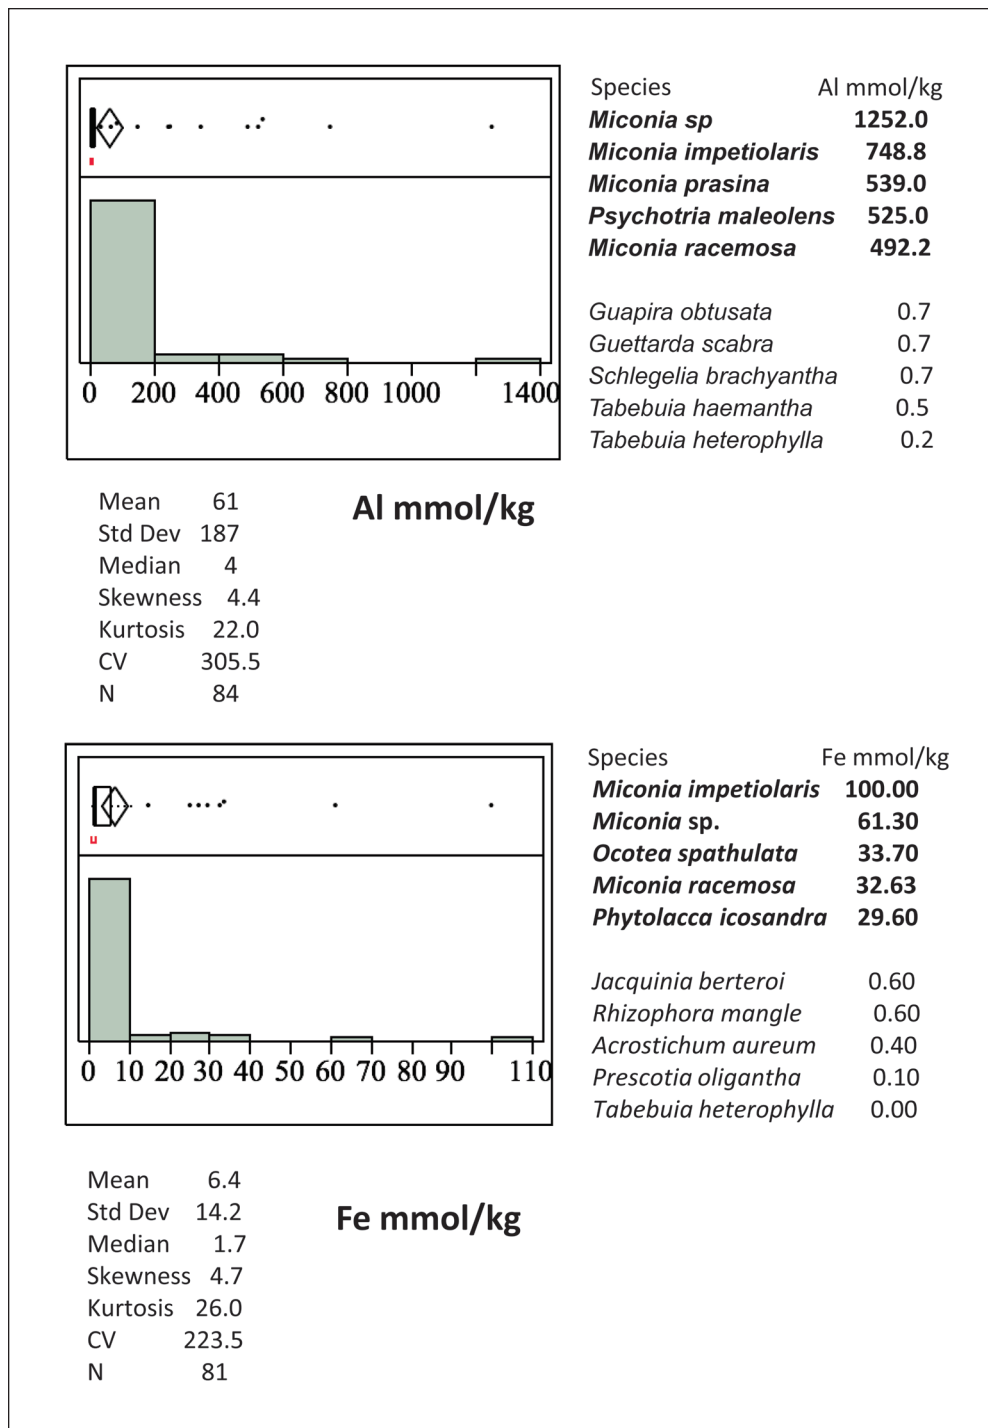 Species Al mmol/kg
Miconia sp 1252.0
Miconia impetiolaris 748.8
Miconia prasina 539.0
Psychotria maleolens 525.0
Miconia racemosa 492.2
Guapira obtusata 0.7
Guettarda scabra 0.7
Schlegelia brachyantha 0.7
Tabebuia haemantha 0.5
Tabebuia heterophylla 0.2
0 200 400 600 800 1000 1400
Al mmol/kg
Mean 61
Std Dev 187
Median 4
Skewness 4.4
Kurtosis 22.0
CV 305.5
N 84
Species Fe mmol/kg
Miconia impetiolaris 100.00
Miconia sp. 61.30
Ocotea spathulata 33.70
Miconia racemosa 32.63
Phytolacca icosandra 29.60
Jacquinia berteroi 0.60
Rhizophora mangle 0.60
Acrostichum aureum 0.40
Prescotia oligantha 0.10
Tabebuia heterophylla 0.00
0 10 20 30 40 50 60 70 80 90 110
Fe mmol/kg
Mean 6.4
Std Dev 14.2
Median 1.7
Skewness 4.7
Kurtosis 26.0
CV 223.5
N 81